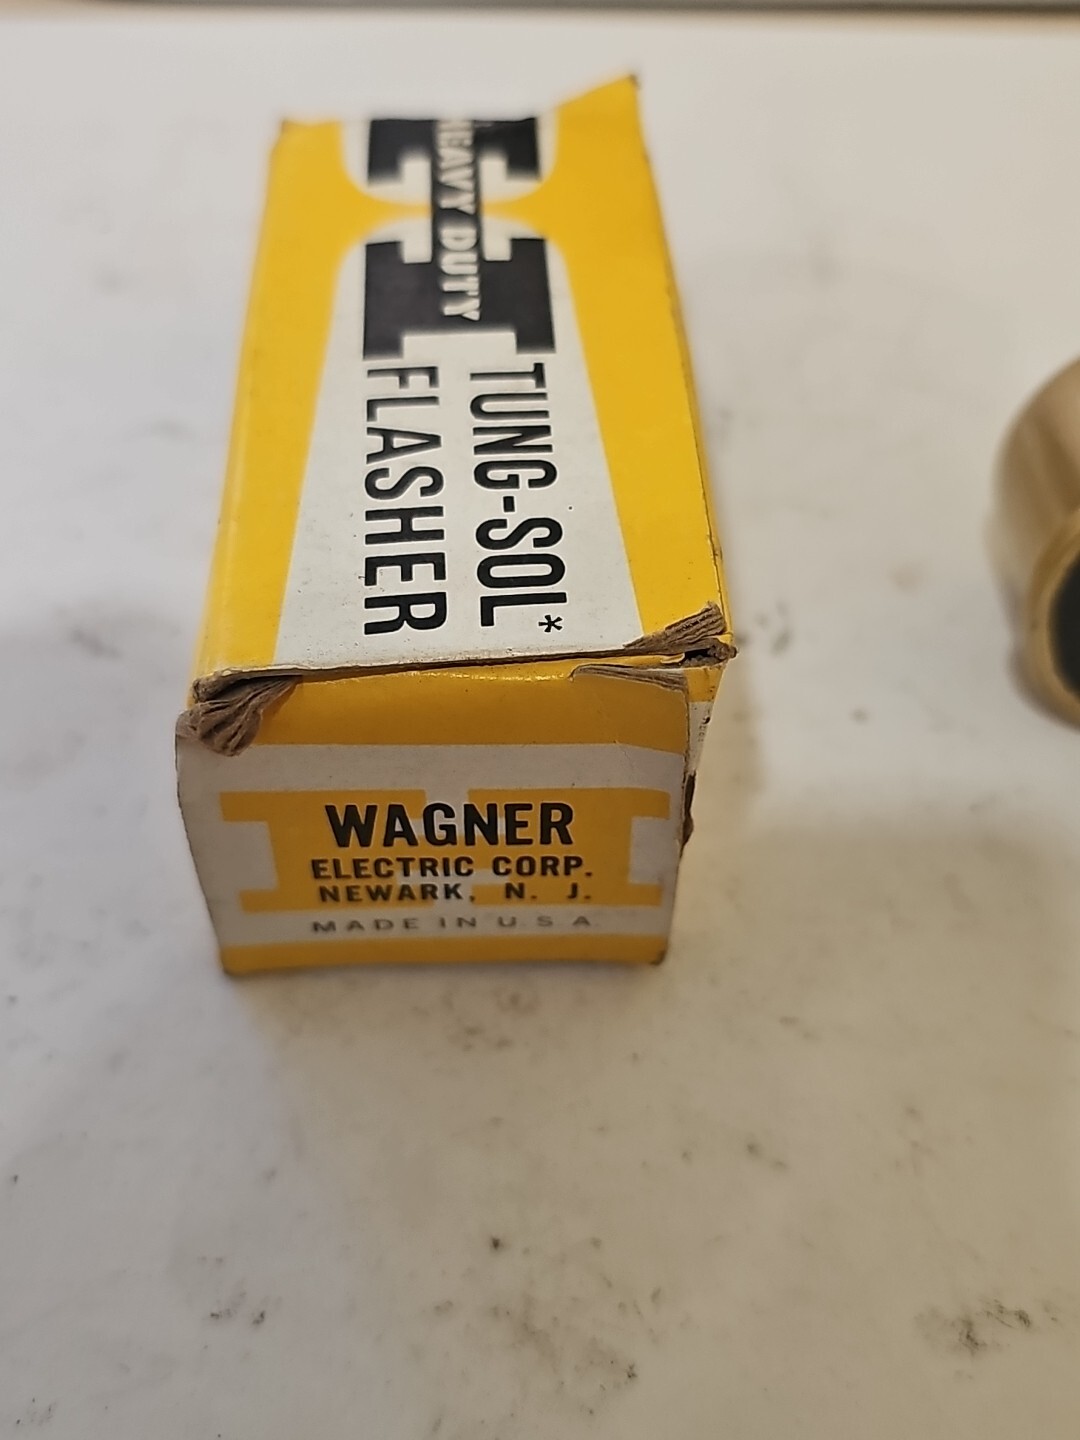 HEAVY DUTY
TUNG-SOL*
FLASHER
WAGNER
ELECTRIC CORP.
NEWARK, N. J.
MADE IN U.S.A.